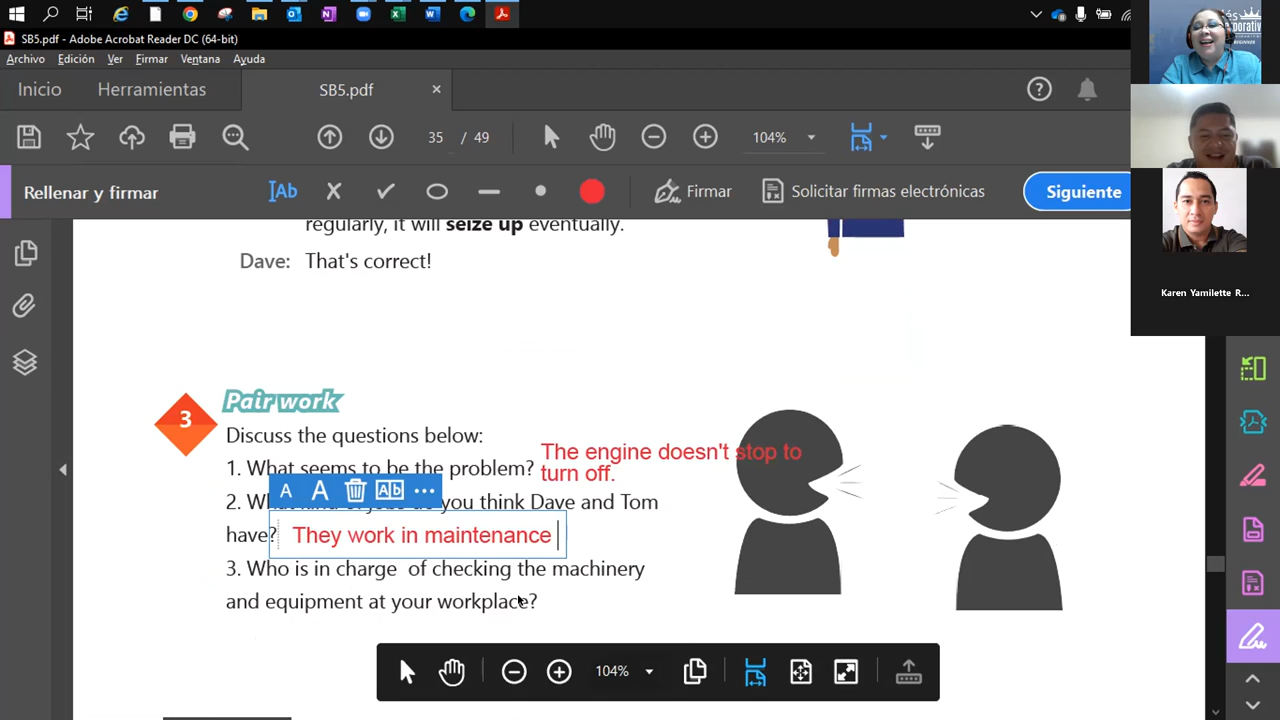 SB5.pdf - Adobe Acrobat Reader DC (64-bit)
Archivo Edición Ver Firmar Ventana Ayuda
Inicio Herramientas SB5.pdf ×
35 / 49 104%
Rellenar y firmar Ab Firmar Solicitar firmas electrónicas Siguiente
regularly, it will seize up eventually.
Dave: That's correct!
Karen Yamilette R...
3 Pair work
Discuss the questions below:
1. What seems to be the problem? The engine doesn't stop to
turn off.
A A Ab ...
2. What kind of jobs do you think Dave and Tom
have? They work in maintenance
3. Who is in charge of checking the machinery
and equipment at your workplace?
104%